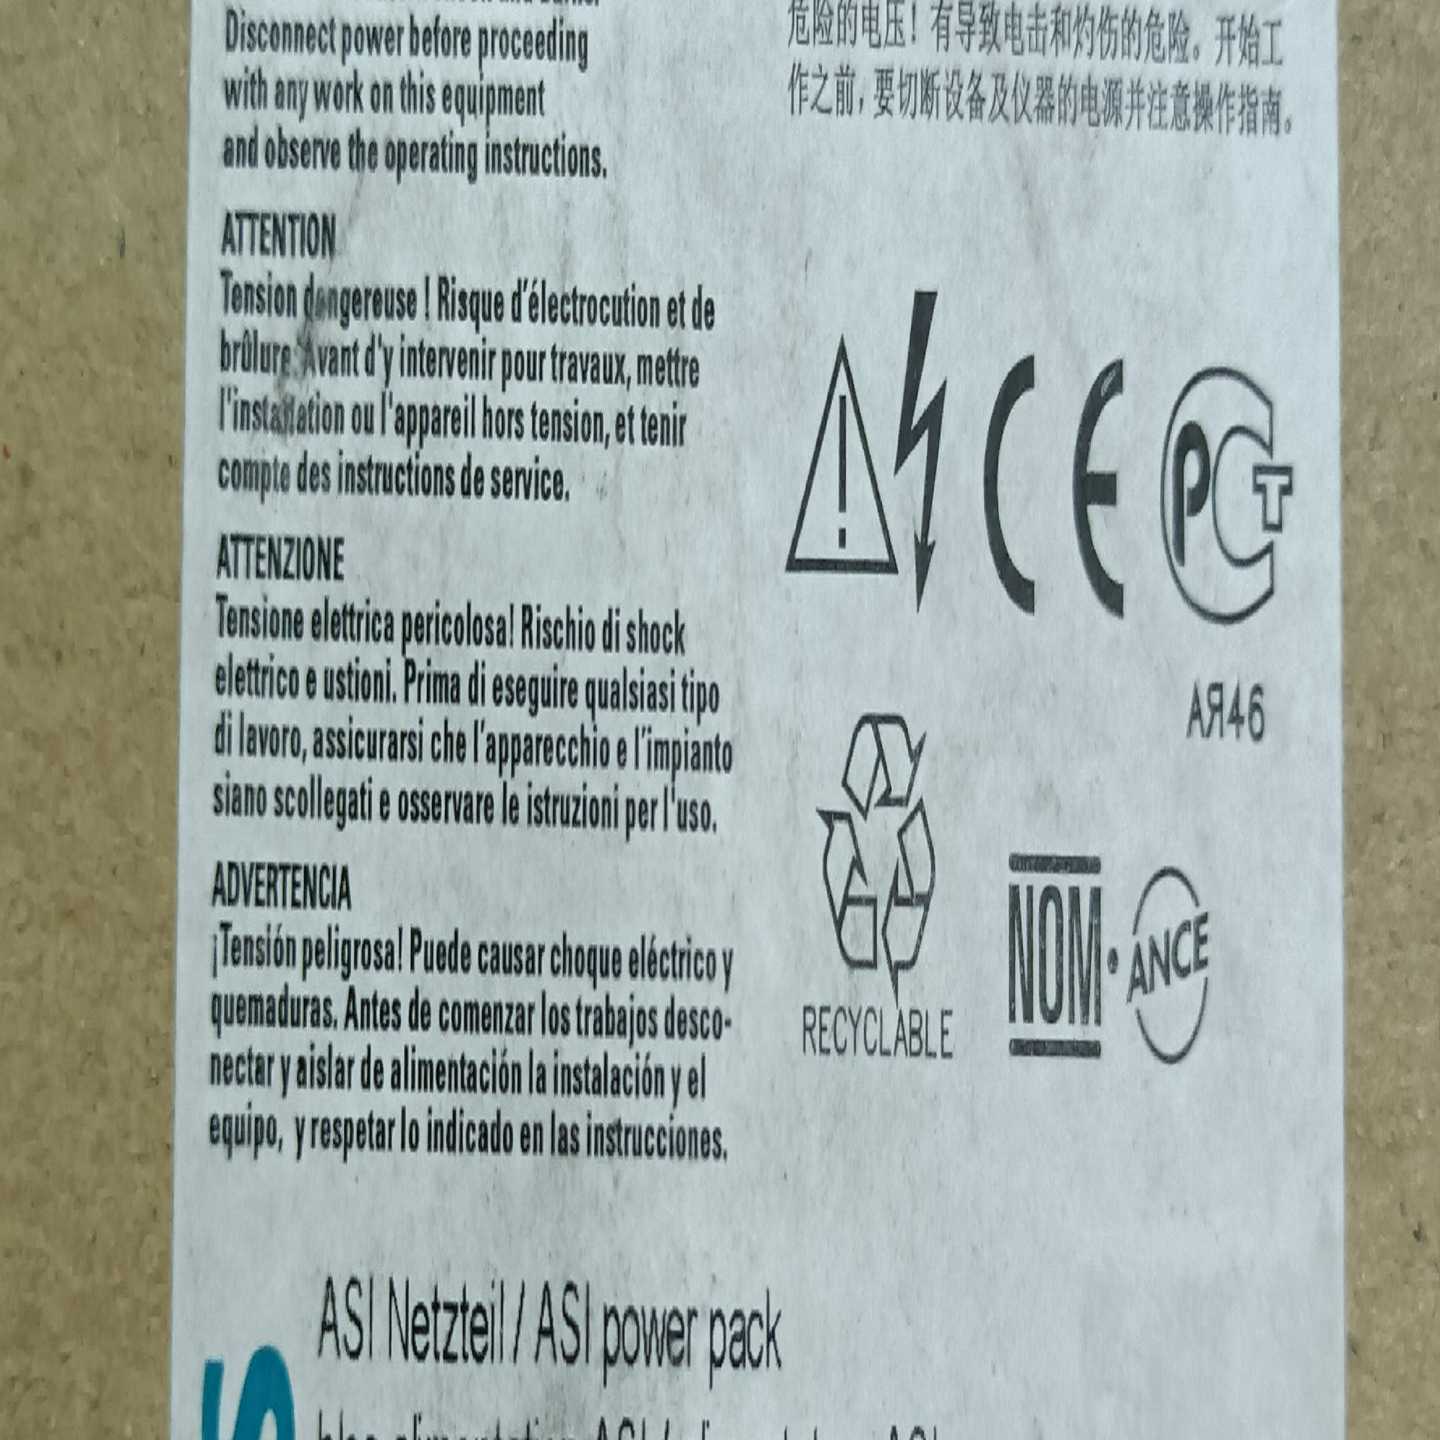 Disconnect power before proceeding
with any work on this equipment
and observe the operating instructions.
ATTENTION
Tension dangereuse ! Risque d'électrocution et de
brûlure. Avant d'y intervenir pour travaux, mettre
l'installation ou l'appareil hors tension, et tenir
compte des instructions de service.
ATTENZIONE
Tensione elettrica pericolosa! Rischio di shock
elettrico e ustioni. Prima di eseguire qualsiasi tipo
di lavoro, assicurarsi che l'apparecchio e l'impianto
siano scollegati e osservare le istruzioni per l'uso.
ADVERTENCIA
¡Tensión peligrosa! Puede causar choque eléctrico y
quemaduras. Antes de comenzar los trabajos desco-
nectar y aislar de alimentación la instalación y el
equipo, y respetar lo indicado en las instrucciones.
危险的电压！有导致电击和灼伤的危险。开始工
作之前，要切断设备及仪器的电源并注意操作指南。
CE
РСТ
АЯ46
RECYCLABLE
NOM • ANCE
ASI Netzteil / ASI power pack